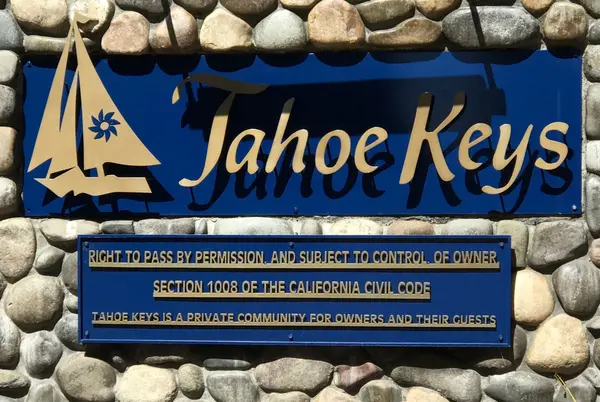 Tahoe Keys
RIGHT TO PASS BY PERMISSION, AND SUBJECT TO CONTROL, OF OWNER
SECTION 1008 OF THE CALIFORNIA CIVIL CODE
TAHOE KEYS IS A PRIVATE COMMUNITY FOR OWNERS AND THEIR GUESTS